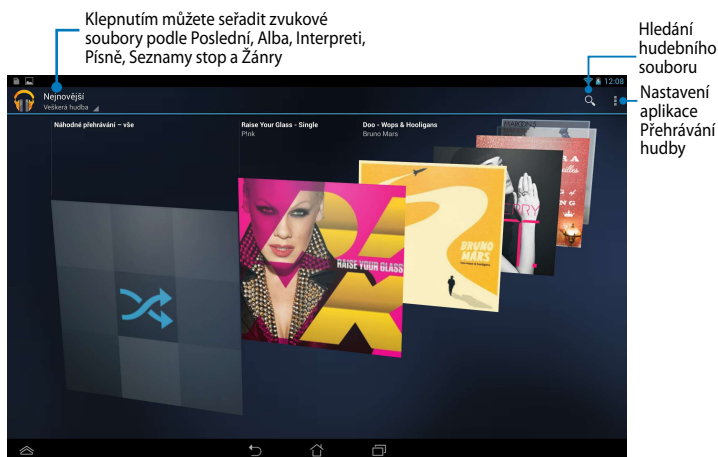 Klepnutím můžete seřadit zvukové
soubory podle Poslední, Alba, Interpreti,
Písně, Seznamy stop a Žánry
Hledání
hudebního
souboru
Nastavení
aplikace
Přehrávání
hudby
12:08
Nejnovější
Veškerá hudba
Náhodné přehrávání – vše
Raise Your Glass - Single
P!nk
Doo - Wops & Hooligans
Bruno Mars
MAROON 5
RAISE YOUR GLASS
BRUNO
MARS